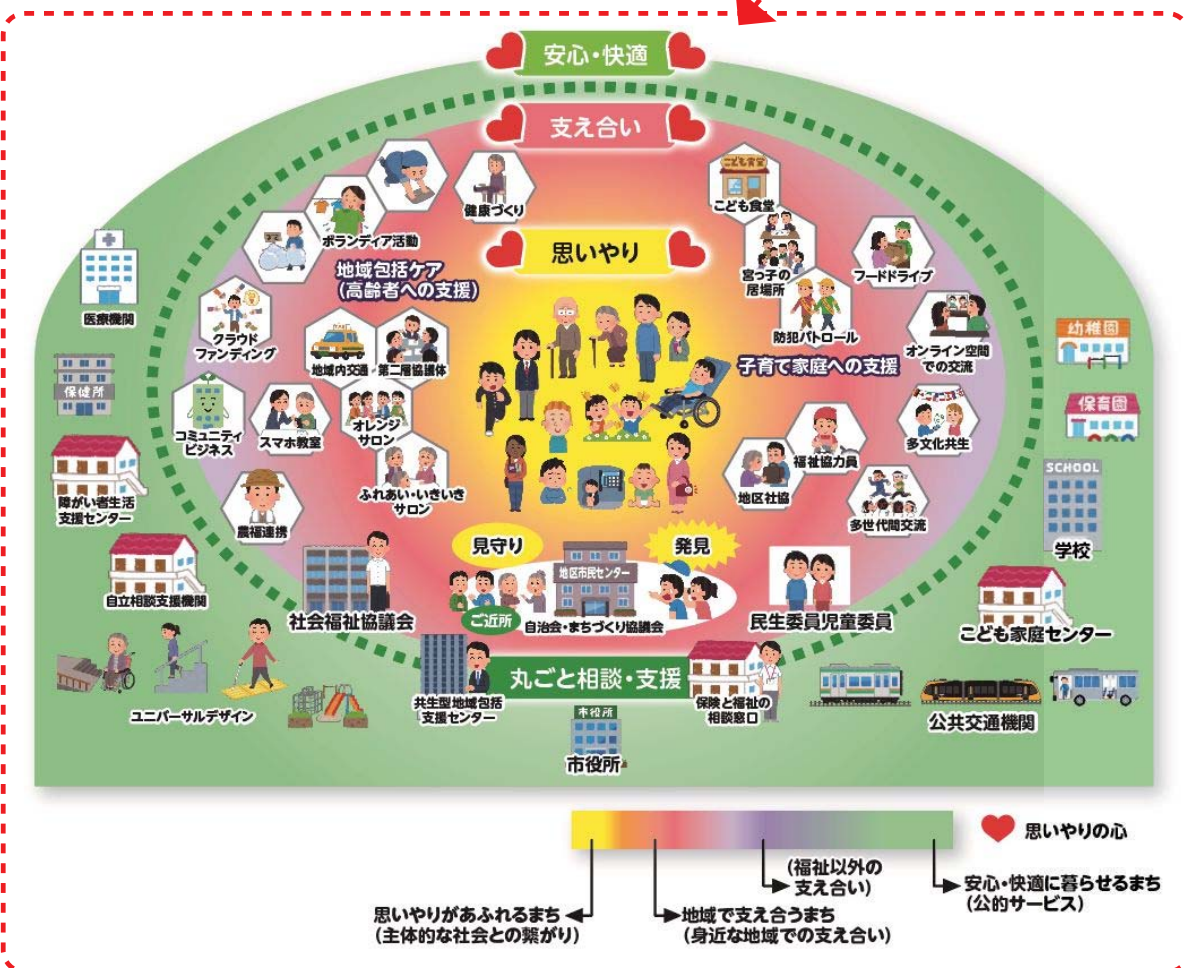 安心・快適
支え合い
健康づくり
こども食堂
こども食堂
ボランティア活動
思いやり
宮っ子の
居場所
フードドライブ
地域包括ケア
(高齢者への支援)
医療機関
クラウド
ファンディング
防犯パトロール
オンライン空間
での交流
幼稚園
地域内交通
第二層協議体
子育て家庭への支援
保健所
保育園
コミュニティ
ビジネス
スマホ教室
オレンジ
サロン
多文化共生
福祉協力員
ふれあい・いきいき
サロン
地区社協
SCHOOL
学校
障がい者生活
支援センター
農福連携
多世代間交流
見守り
発見
地区市民センター
自立相談支援機関
社会福祉協議会
ご近所
自治会・まちづくり協議会
民生委員児童委員
こども家庭センター
丸ごと相談・支援
ユニバーサルデザイン
共生型地域包括
支援センター
保険と福祉の
相談窓口
公共交通機関
市役所
市役所
思いやりの心
(福祉以外の
支え合い)
安心・快適に暮らせるまち
(公的サービス)
思いやりがあふれるまち
(主体的な社会との繋がり)
地域で支え合うまち
(身近な地域での支え合い)